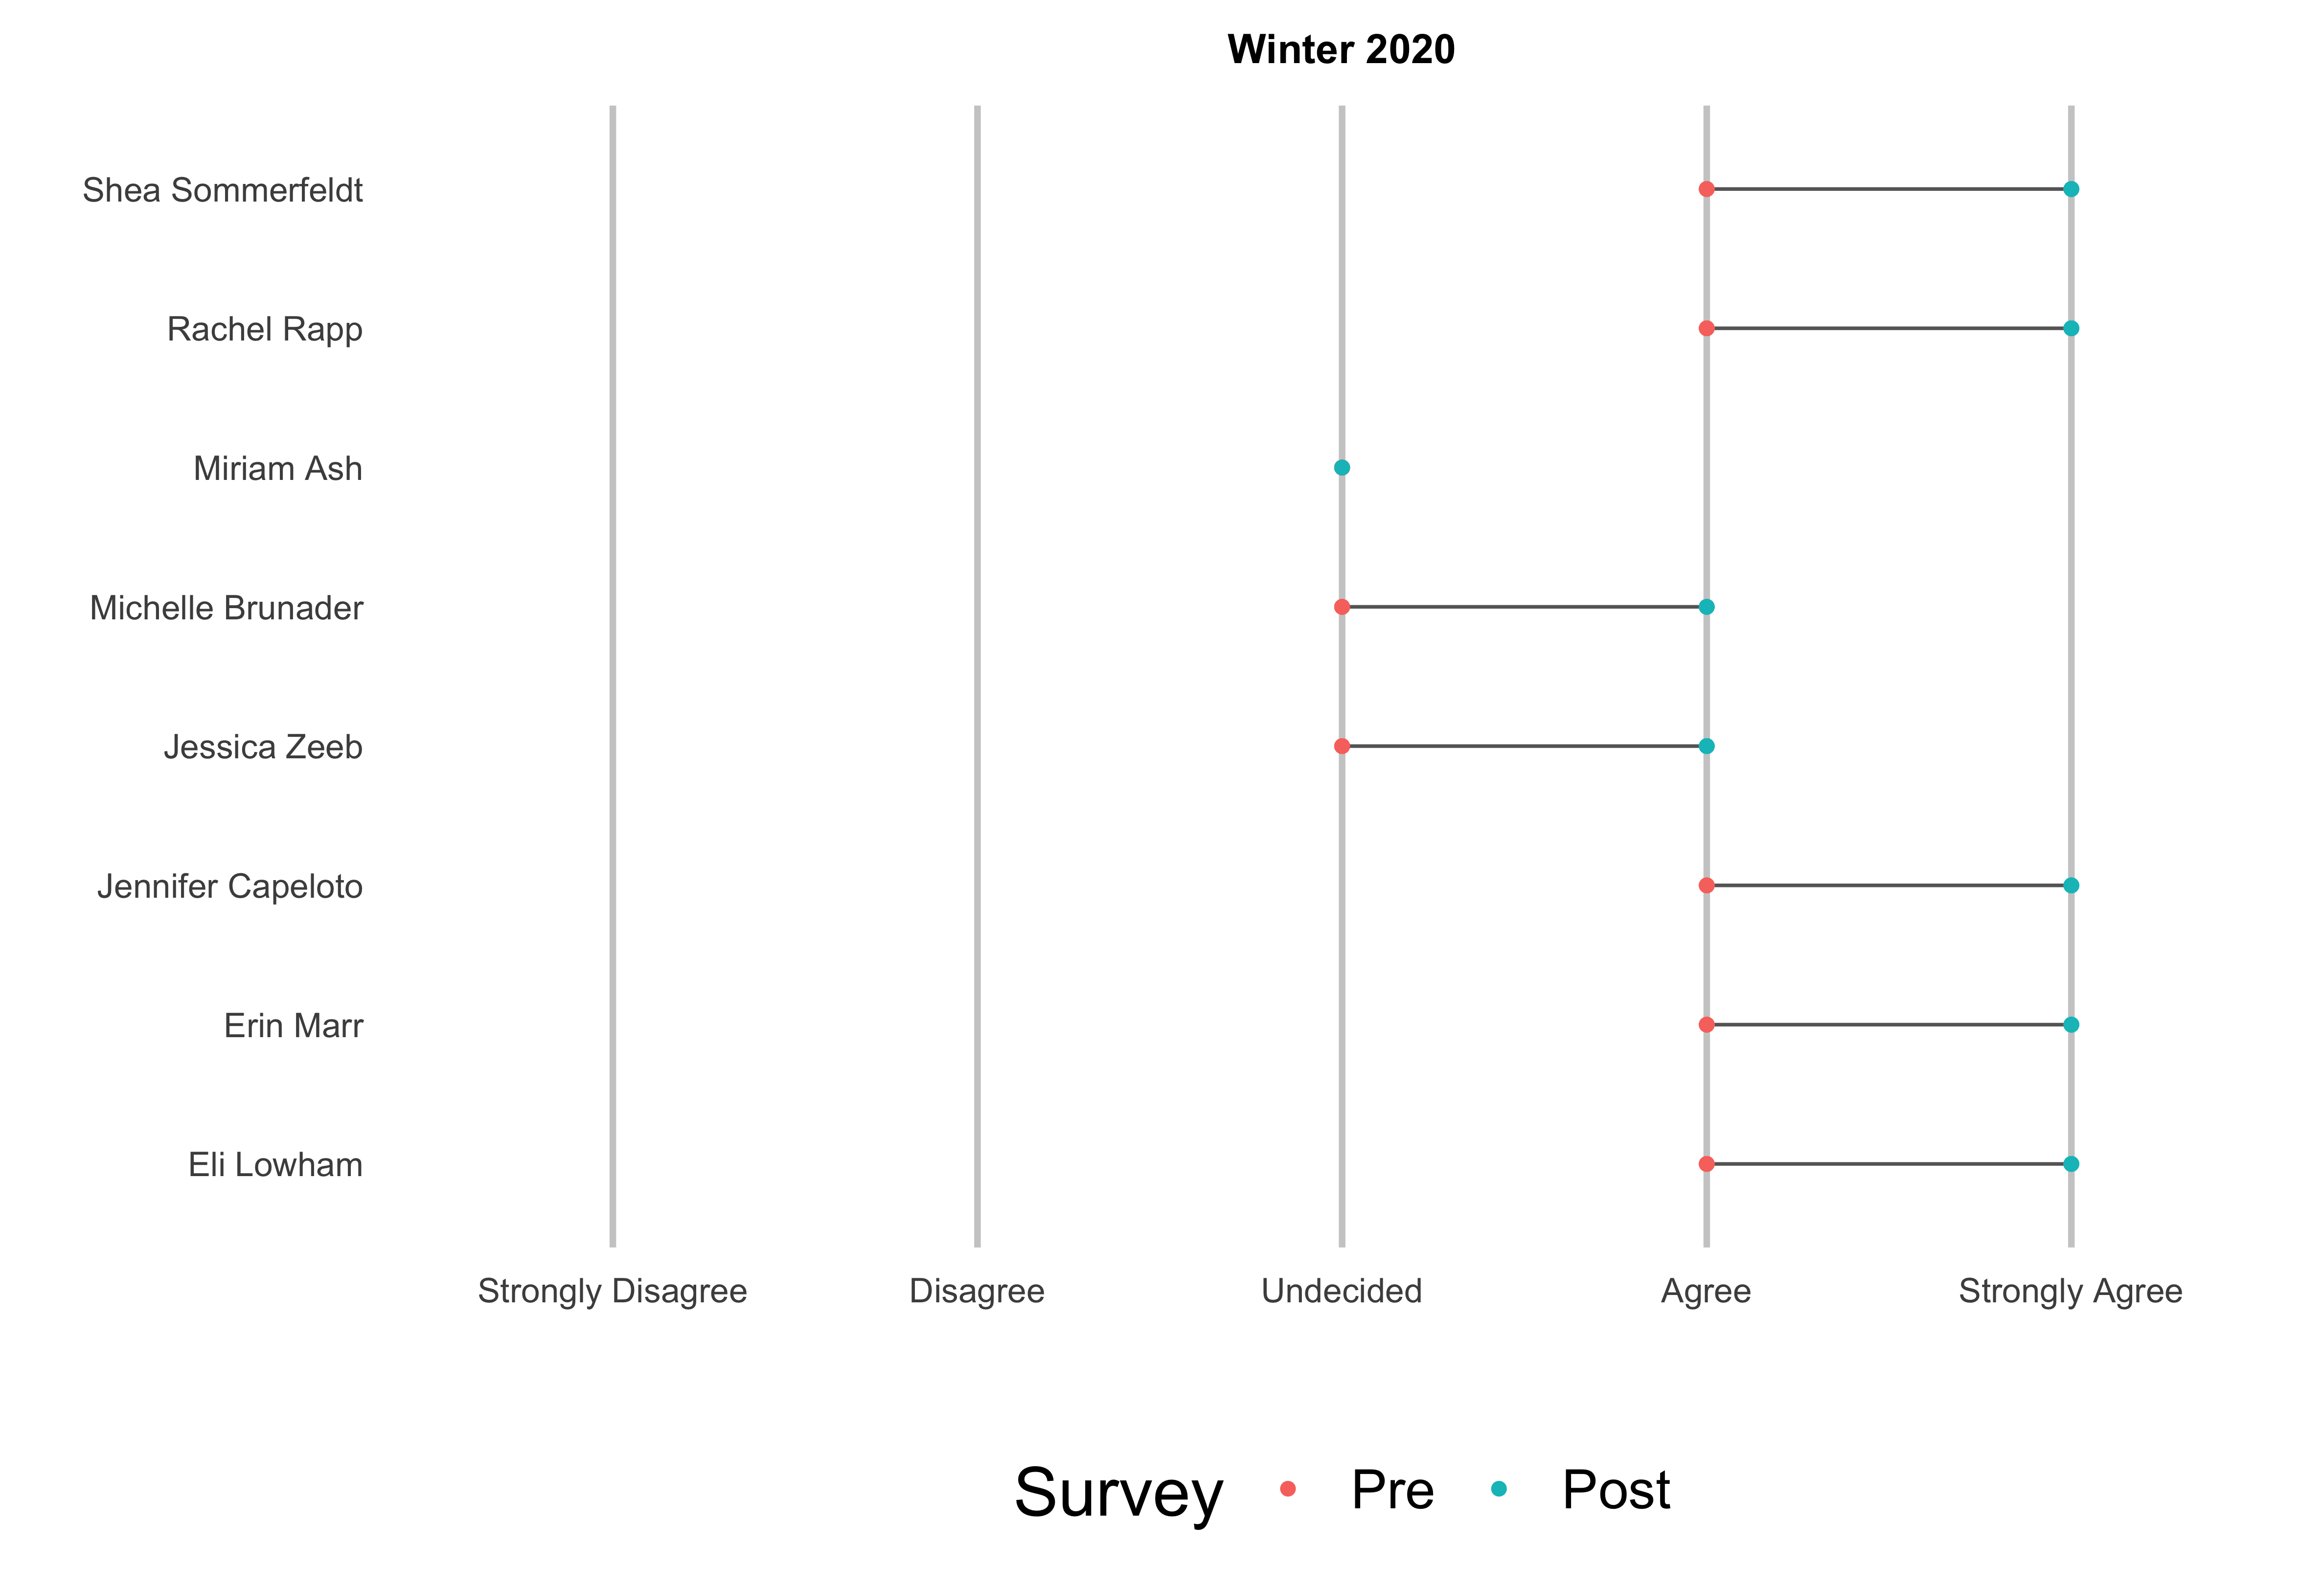 Winter 2020
Shea Sommerfeldt
Rachel Rapp
Miriam Ash
Michelle Brunader
Jessica Zeeb
Jennifer Capeloto
Erin Marr
Eli Lowham
Strongly Disagree Disagree Undecided Agree Strongly Agree
Survey Pre Post